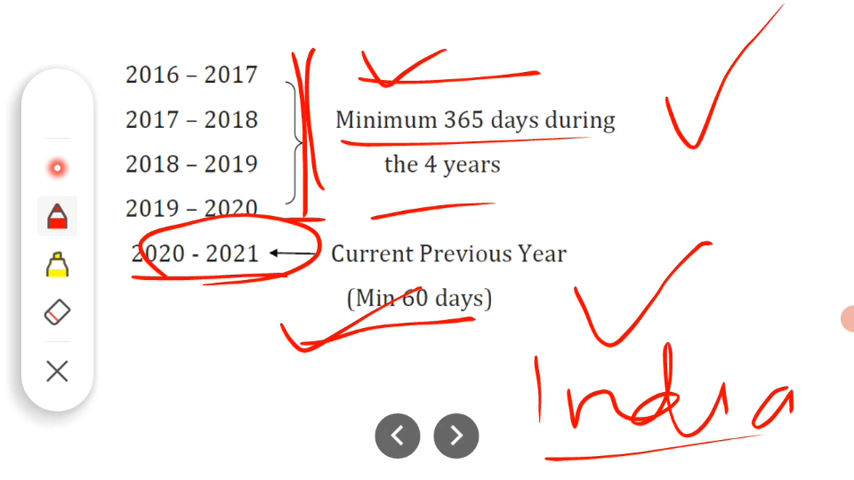 2016 – 2017
2017 – 2018
2018 – 2019
2019 – 2020
Minimum 365 days during
the 4 years
2020 - 2021
Current Previous Year
(Min 60 days)
India